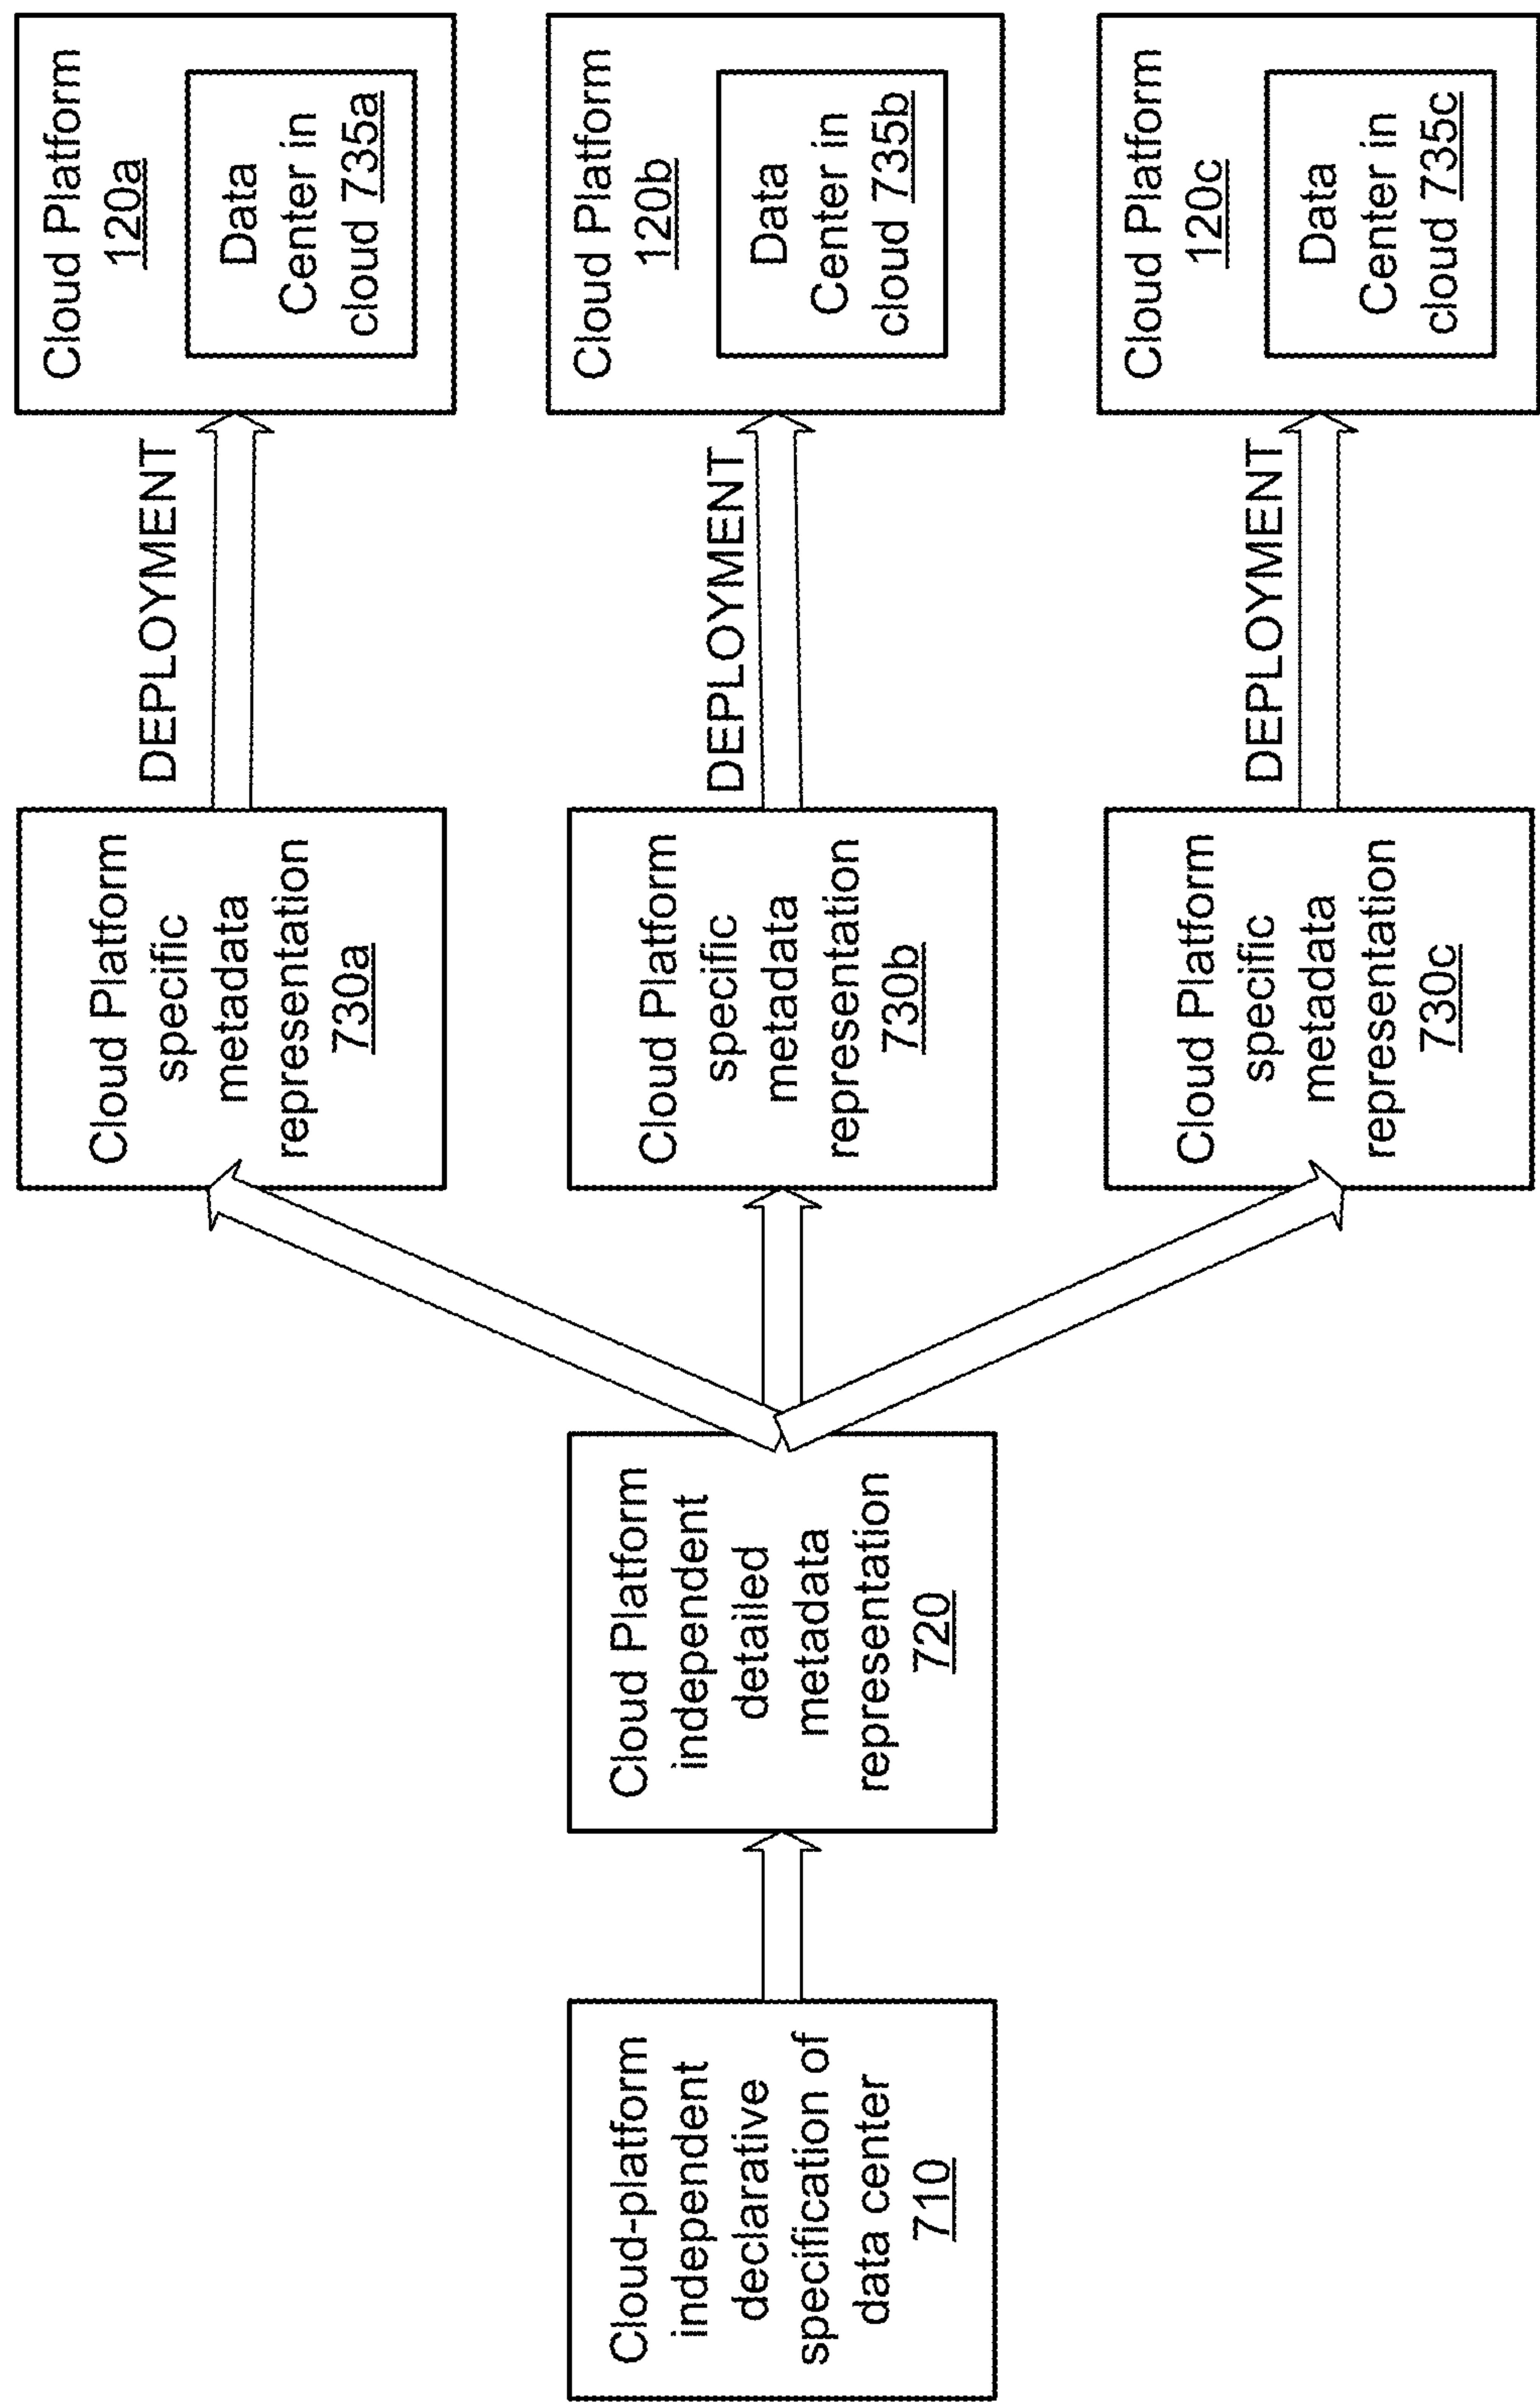 Cloud-platform
independent
declarative
specification of
data center
710
Cloud Platform
independent
detailed
metadata
representation
720
Cloud Platform
specific
metadata
representation
730a
DEPLOYMENT
Cloud Platform
120a
Data
Center in
cloud 735a
Cloud Platform
specific
metadata
representation
730b
DEPLOYMENT
Cloud Platform
120b
Data
Center in
cloud 735b
Cloud Platform
specific
metadata
representation
730c
DEPLOYMENT
Cloud Platform
120c
Data
Center in
cloud 735c